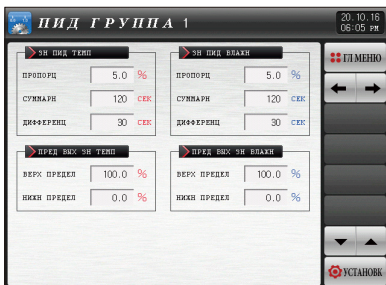 ПИД ГРУППА 1
20.10.16
06:05 PM
ЗН ПИД ТЕМП
ПРОПОРЦ 5.0 %
СУММАРН 120 СЕК
ДИФФЕРЕНЦ 30 СЕК
ЗН ПИД ВЛАЖН
ПРОПОРЦ 5.0 %
СУММАРН 120 СЕК
ДИФФЕРЕНЦ 30 СЕК
ПРЕД ВЫХ ЗН ТЕМП
ВЕРХ ПРЕДЕЛ 100.0 %
НИЖН ПРЕДЕЛ 0.0 %
ПРЕД ВЫХ ЗН ВЛАЖН
ВЕРХ ПРЕДЕЛ 100.0 %
НИЖН ПРЕДЕЛ 0.0 %
ГЛ МЕНЮ
УСТАНОВК